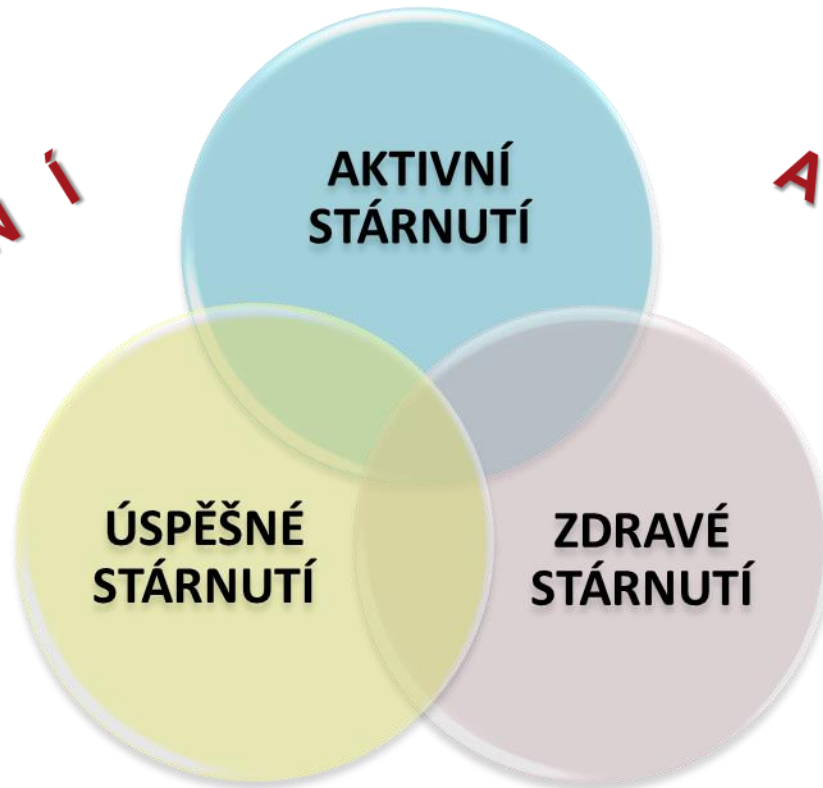 N Í
A
AKTIVNÍ
STÁRNUTÍ
ÚSPĚŠNÉ
STÁRNUTÍ
ZDRAVÉ
STÁRNUTÍ